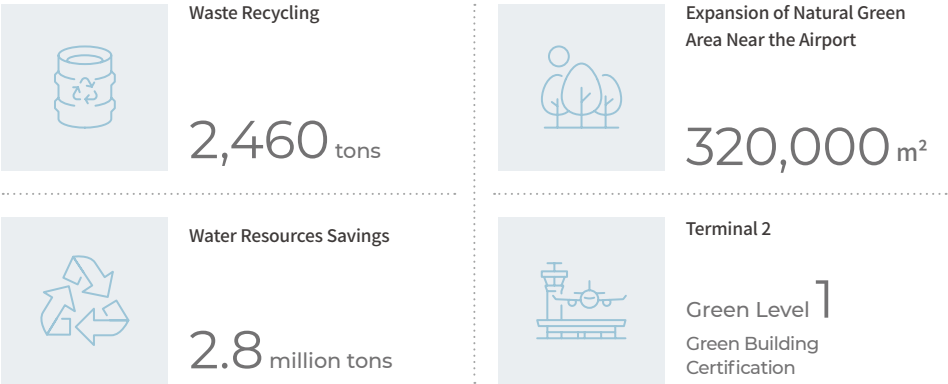 Waste Recycling
2,460 tons
Expansion of Natural Green
Area Near the Airport
320,000 m²
Water Resources Savings
2.8 million tons
Terminal 2
Green Level 1
Green Building
Certification